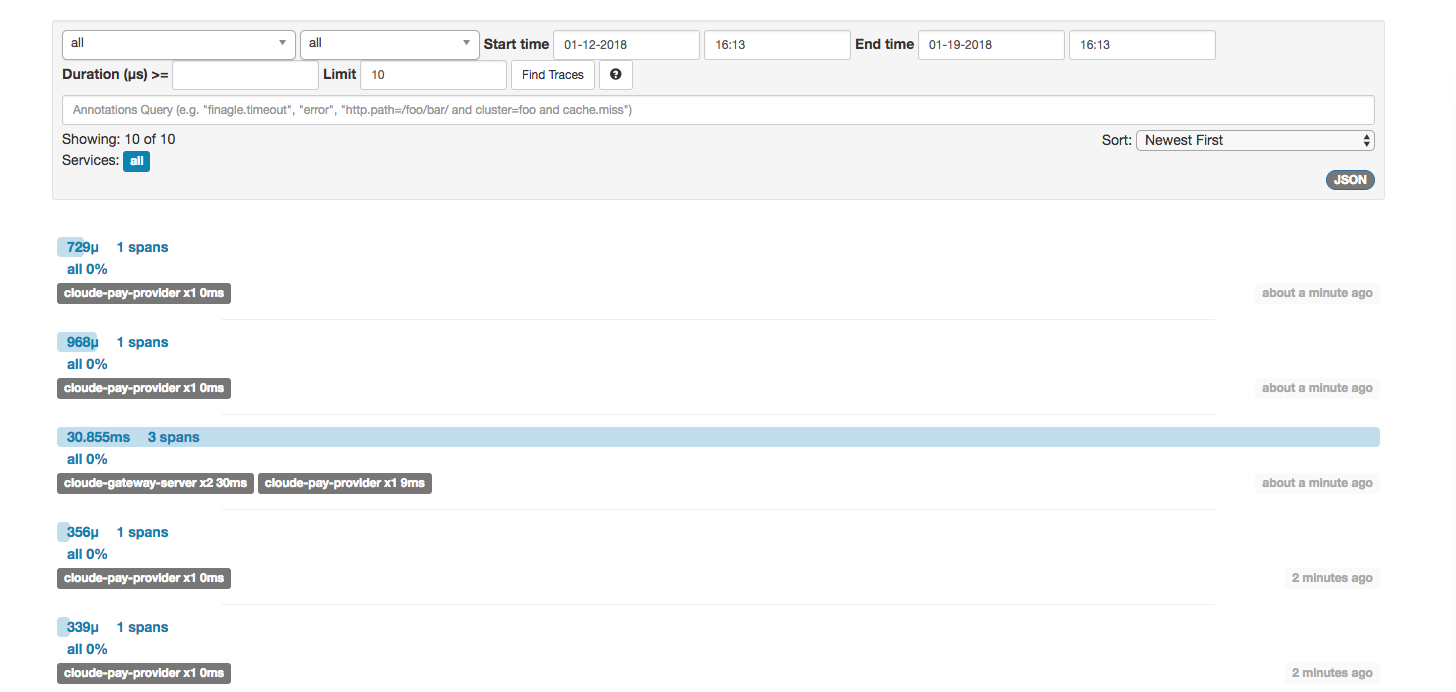 all all Start time 01-12-2018 16:13 End time 01-19-2018 16:13
Duration (µs) >= Limit 10 Find Traces ?
Annotations Query (e.g. "finagle.timeout", "error", "http.path=/foo/bar/ and cluster=foo and cache.miss")
Showing: 10 of 10 Sort: Newest First
Services: all
JSON
729µ 1 spans
all 0%
cloude-pay-provider x1 0ms about a minute ago
968µ 1 spans
all 0%
cloude-pay-provider x1 0ms about a minute ago
30.855ms 3 spans
all 0%
cloude-gateway-server x2 30ms cloude-pay-provider x1 9ms about a minute ago
356µ 1 spans
all 0%
cloude-pay-provider x1 0ms 2 minutes ago
339µ 1 spans
all 0%
cloude-pay-provider x1 0ms 2 minutes ago